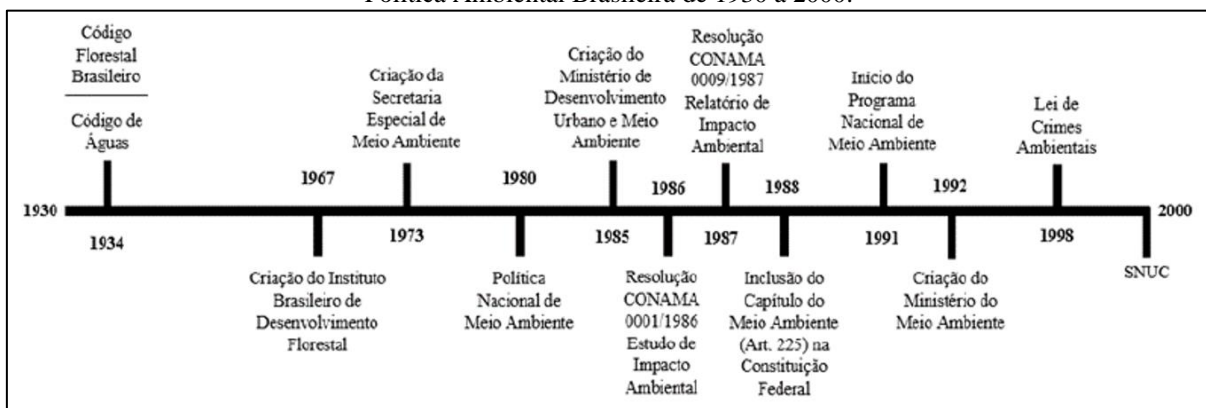 Política Ambiental Brasileira de 1930 a 2000.
Código
Florestal
Brasileiro
Código de
Águas
1934
1930
1967
Criação do Instituto
Brasileiro de
Desenvolvimento
Florestal
Criação da
Secretaria
Especial de
Meio Ambiente
1973
1980
Política
Nacional de
Meio Ambiente
Criação do
Ministério de
Desenvolvimento
Urbano e Meio
Ambiente
1985
1986
Resolução
CONAMA
0001/1986
Estudo de
Impacto
Ambiental
Resolução
CONAMA
0009/1987
Relatório de
Impacto
Ambiental
1987
1988
Inclusão do
Capítulo do
Meio Ambiente
(Art. 225) na
Constituição
Federal
Inicio do
Programa
Nacional de
Meio Ambiente
1991
1992
Criação do
Ministério do
Meio Ambiente
Lei de
Crimes
Ambientais
1998
2000
SNUC